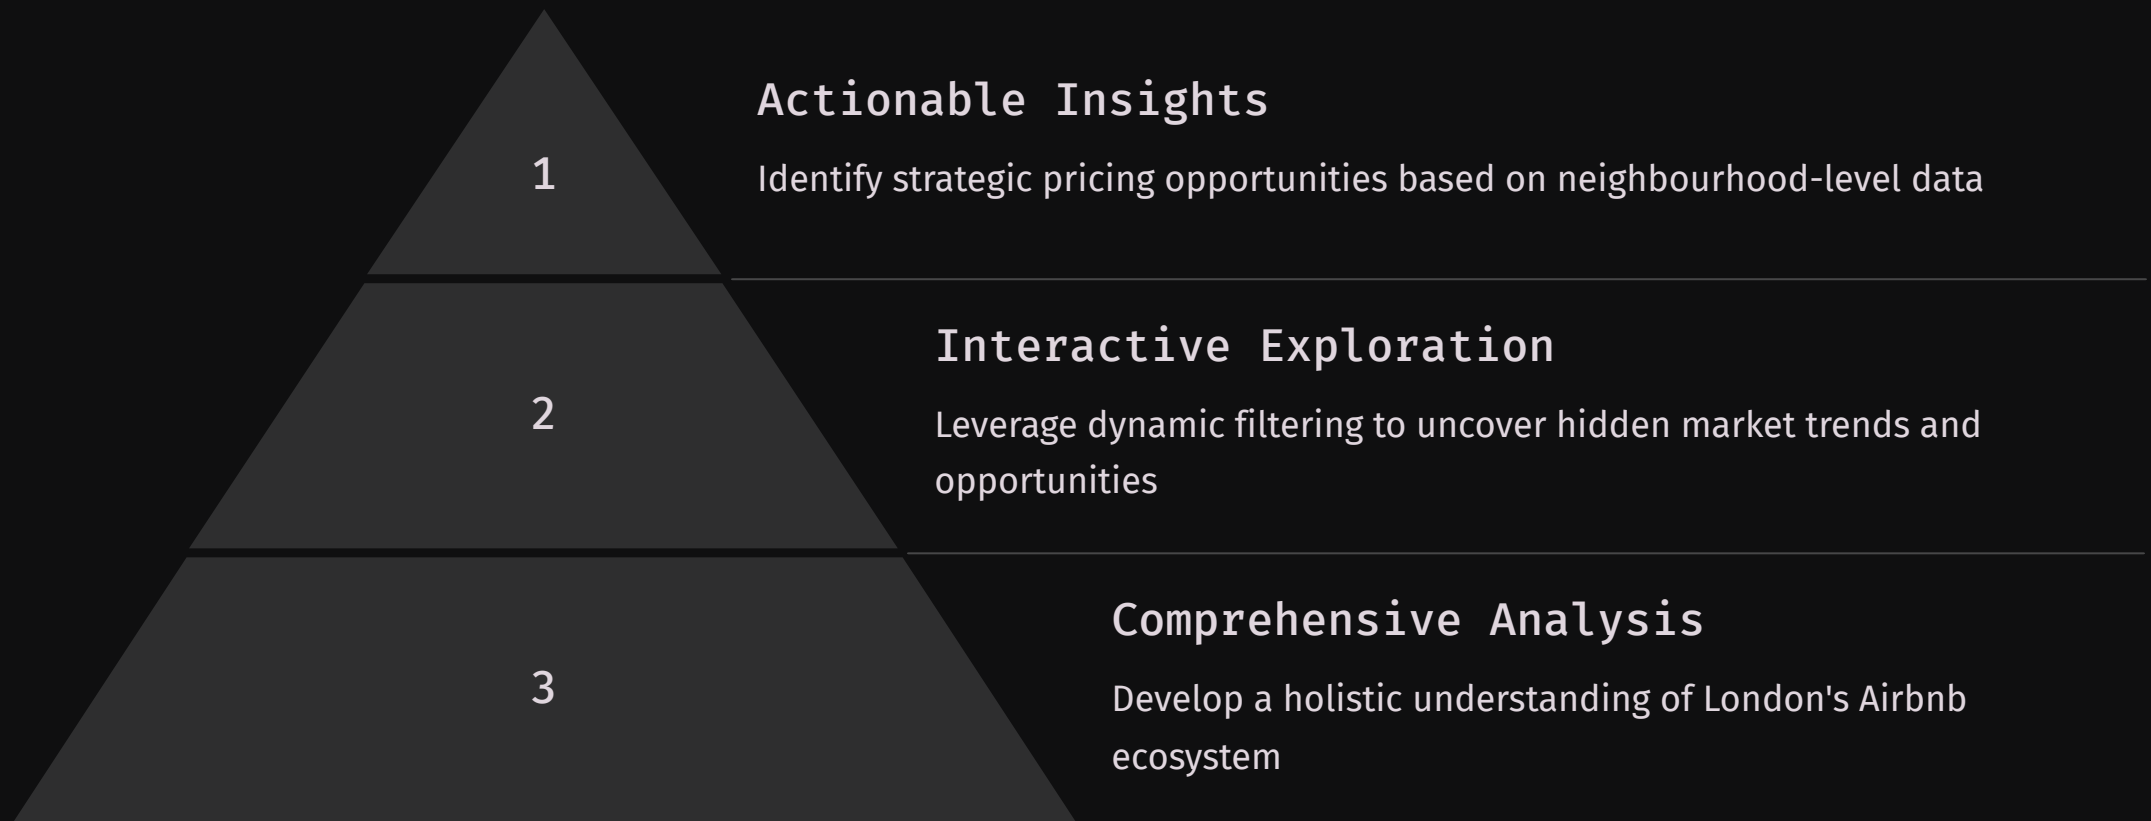 1
Actionable Insights
Identify strategic pricing opportunities based on neighbourhood-level data
2
Interactive Exploration
Leverage dynamic filtering to uncover hidden market trends and
opportunities
3
Comprehensive Analysis
Develop a holistic understanding of London's Airbnb
ecosystem